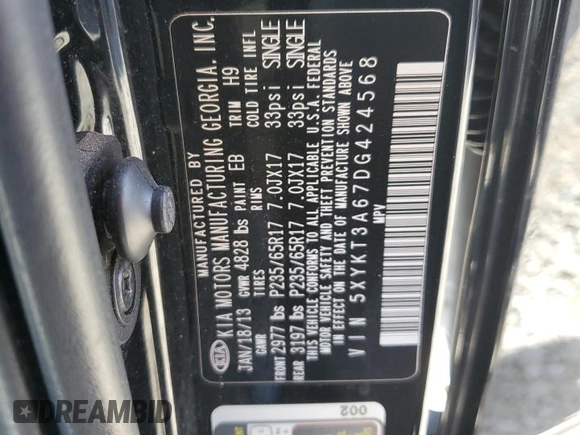 MANUFACTURED BY
KIA KIA MOTORS MANUFACTURING GEORGIA, INC.
JAN/18/13 GVWR 4828 lbs PAINT EB TRIM H9
GAWR TIRES RIMS COLD TIRE INFL
FRONT 2977 lbs P235/65R17 7.0JX17 33psi SINGLE
REAR 3197 lbs P235/65R17 7.0JX17 33psi SINGLE
THIS VEHICLE CONFORMS TO ALL APPLICABLE U.S.A. FEDERAL
MOTOR VEHICLE SAFETY AND THEFT PREVENTION STANDARDS
IN EFFECT ON THE DATE OF MANUFACTURE SHOWN ABOVE
VIN 5XYKT3A67DG424568
MPV
002
DREAMBID